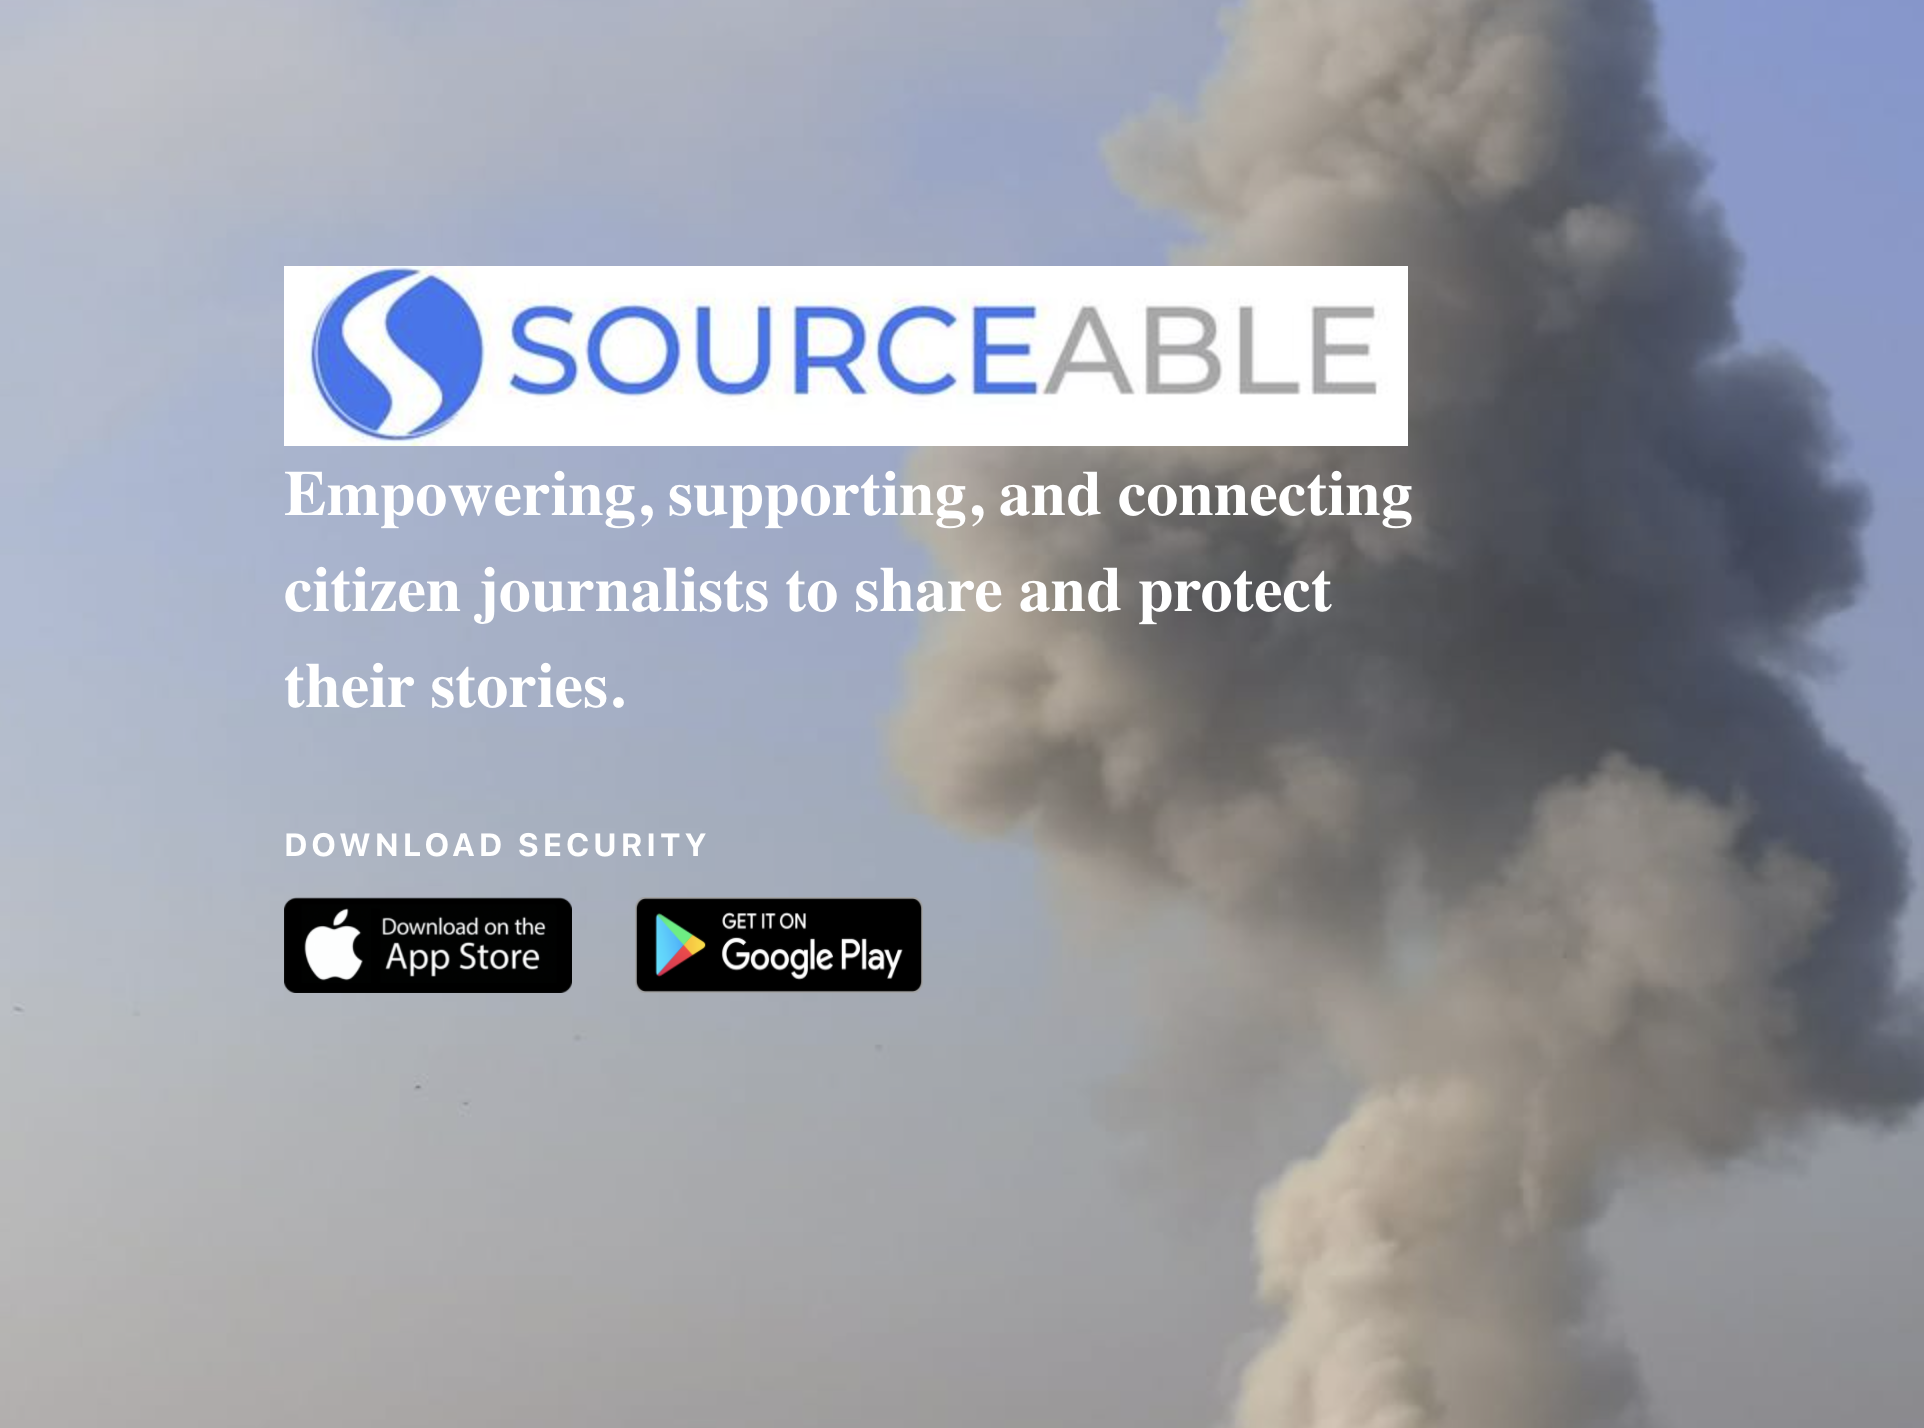 SOURCEABLE
Empowering, supporting, and connecting
citizen journalists to share and protect
their stories.
DOWNLOAD SECURITY
Download on the
App Store
GET IT ON
Google Play